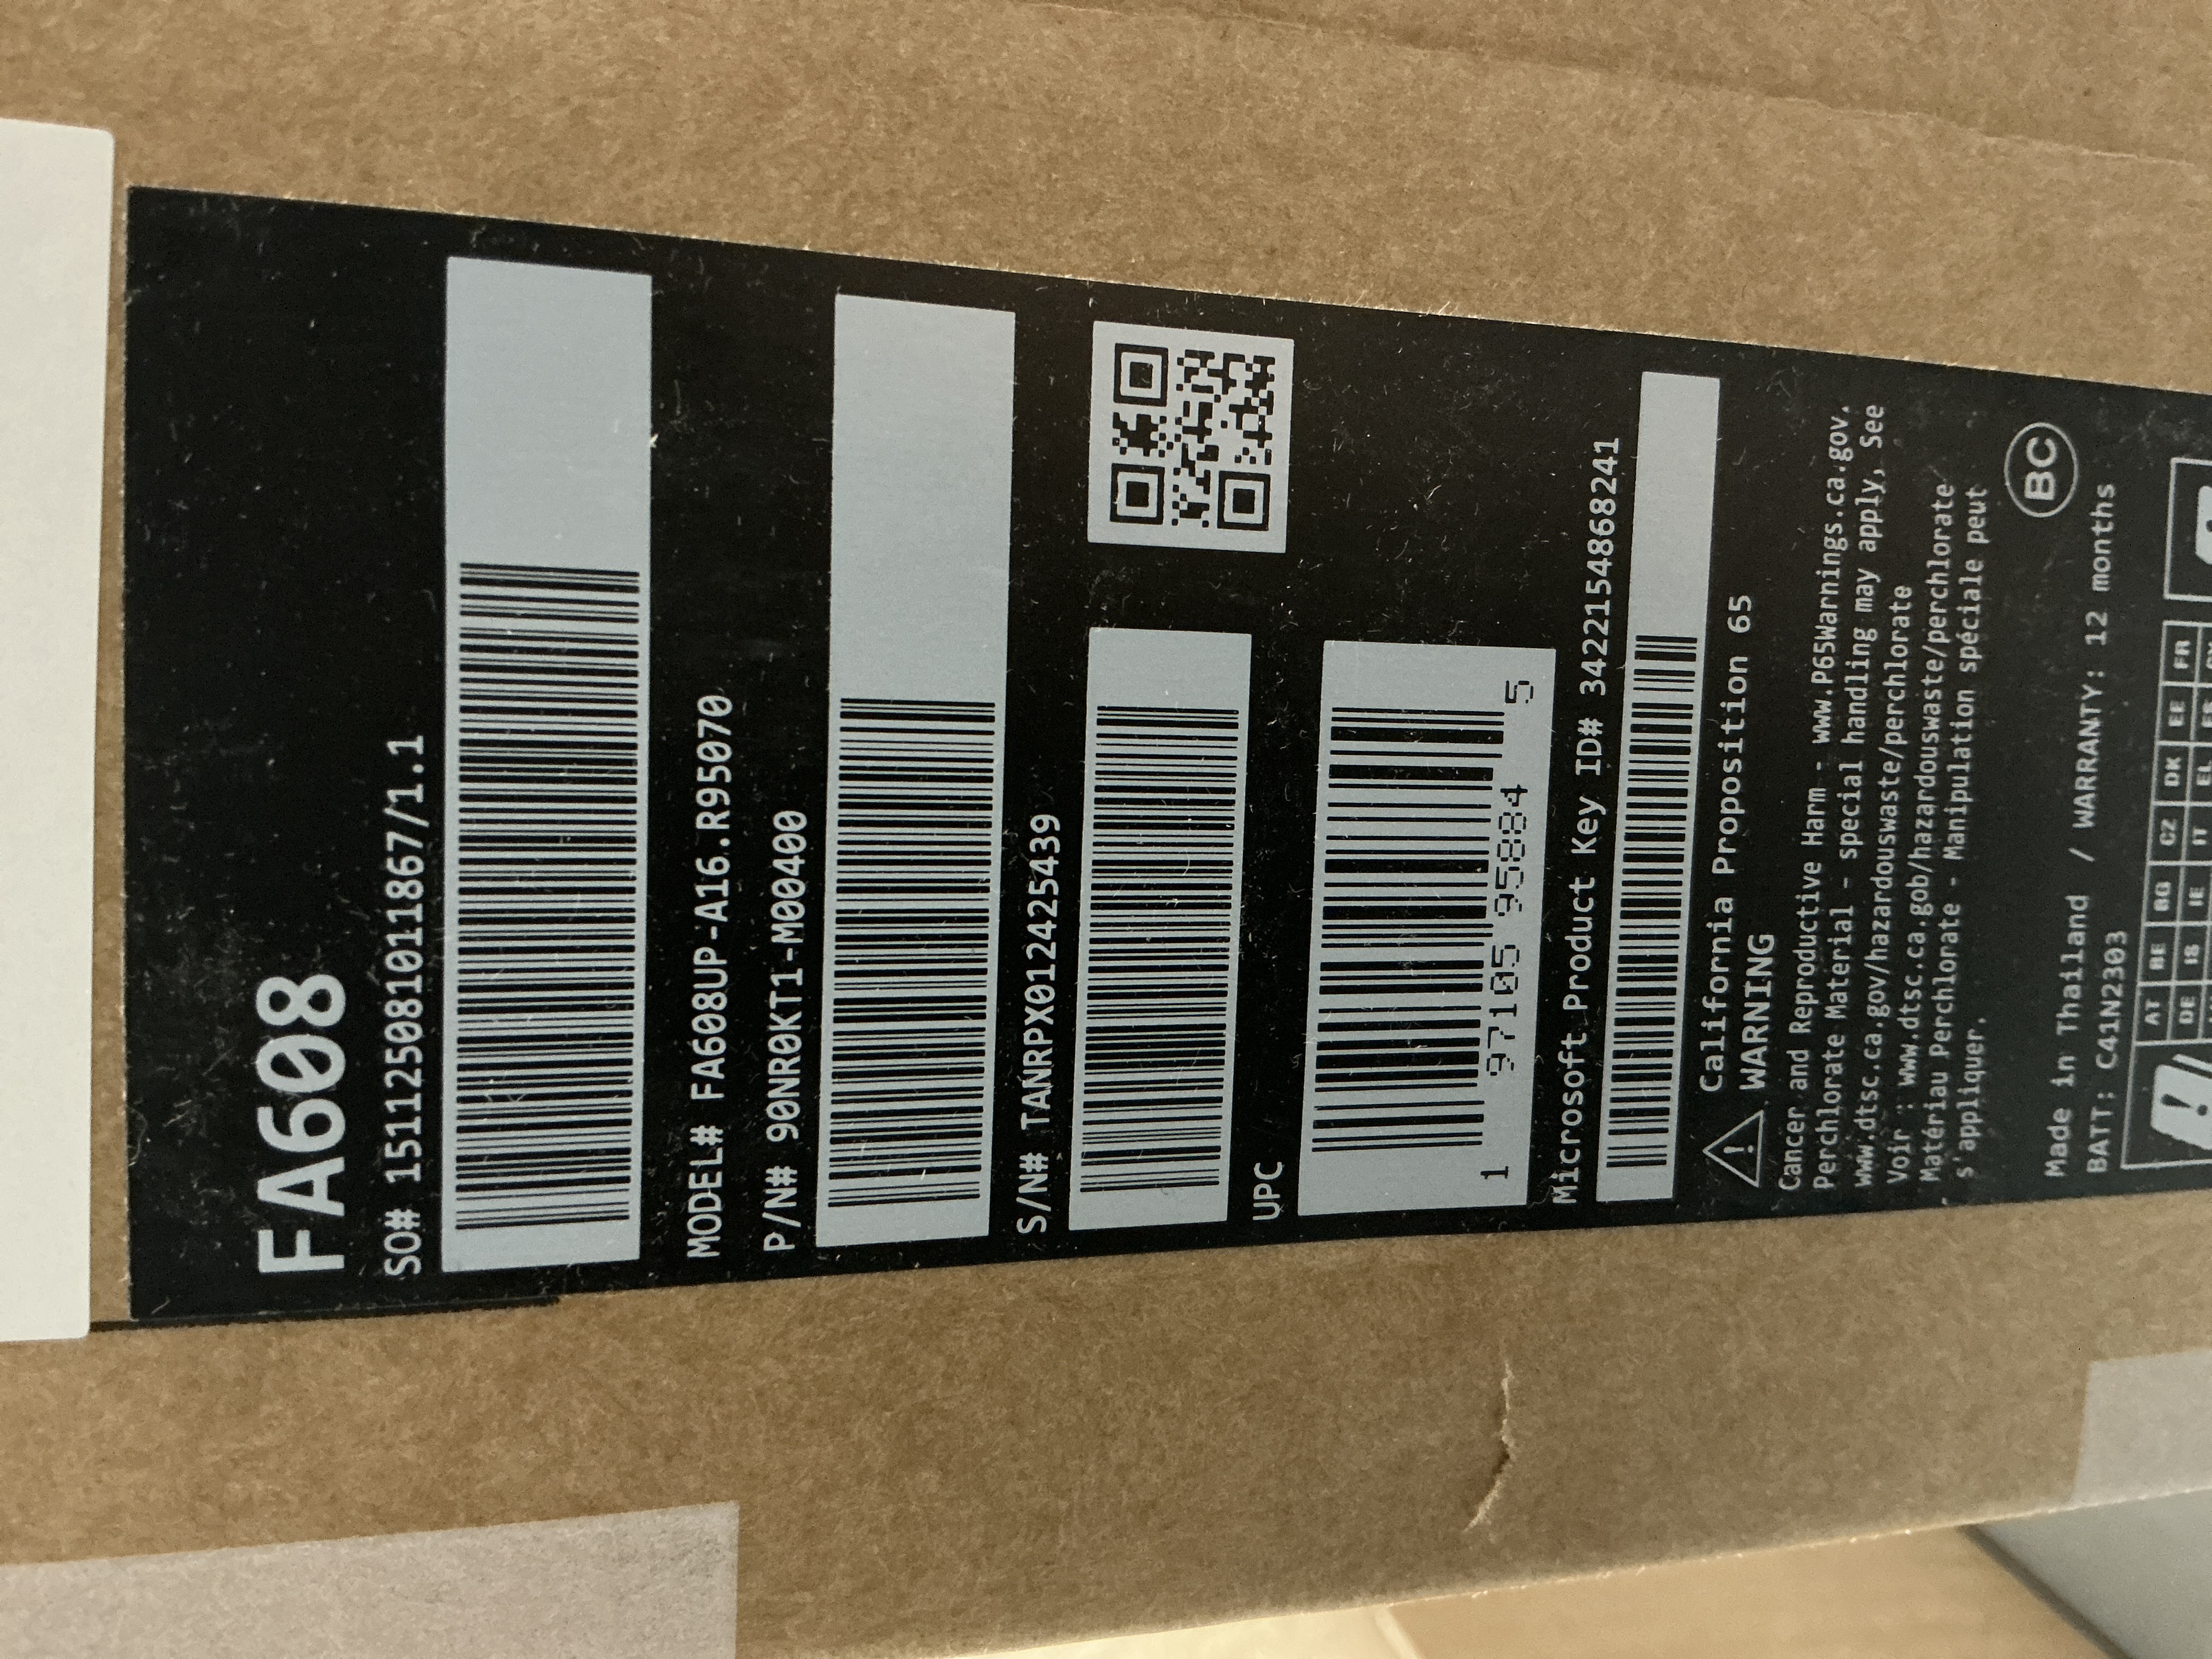 FA608
SO# 15112508101​1867/1.1
MODEL# FA608UP-A16.R95070
P/N# 90NR0KT1-M00400
S/N# TANRPX012425439
UPC
1 97105 95884 5
Microsoft Product Key ID# 3422154868241
California Proposition 65
WARNING
Cancer and Reproductive Harm - www.P65Warnings.ca.gov.
Perchlorate Material - special handling may apply, See
www.dtsc.ca.gov/hazardouswaste/perchlorate
Voir : www.dtsc.ca.gob/hazardouswaste/perchlorate
Matériau Perchlorate - Manipulation spéciale peut
s'appliquer.
BC
Made in Thailand / WARRANTY: 12 months
BATT: C41N2303
AT BE BG CZ DK EE FR
DE IS IE IT EL